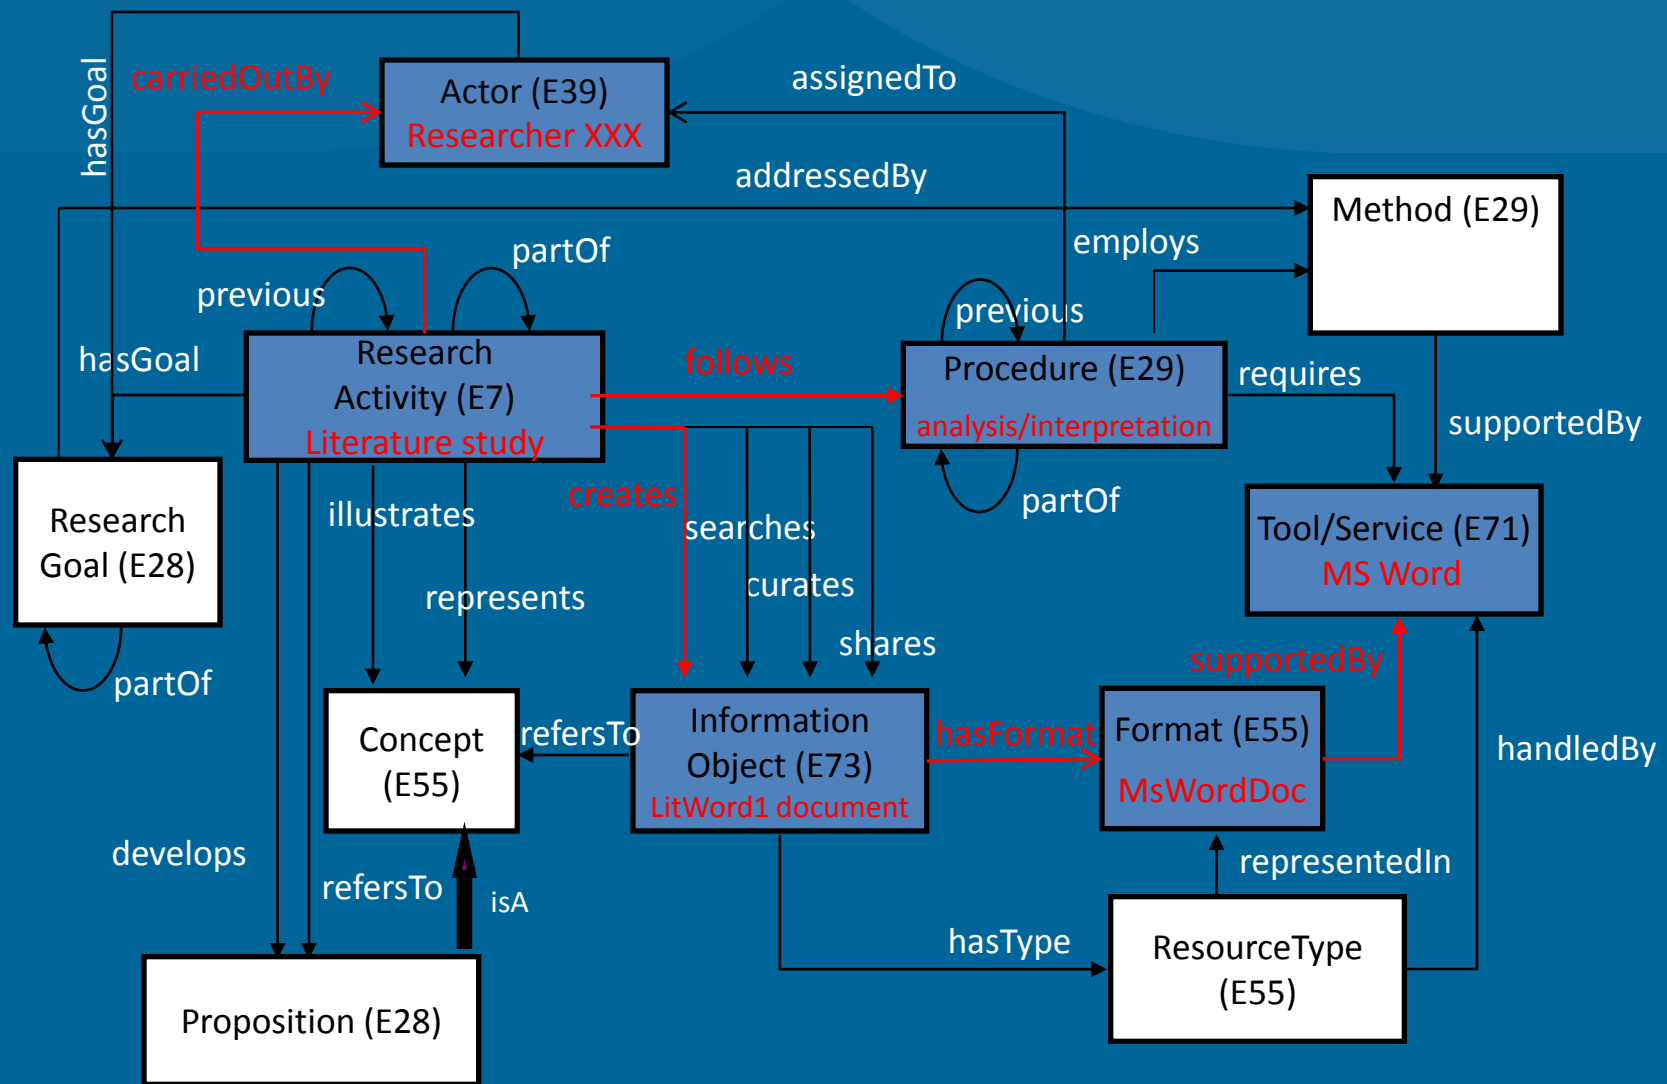 hasGoal
carriedOutBy
Actor (E39)
Researcher XXX
assignedTo
addressedBy
Method (E29)
partOf
employs
previous
previous
hasGoal
Research
Activity (E7)
Literature study
follows
Procedure (E29)
analysis/interpretation
requires
supportedBy
Research
Goal (E28)
illustrates
creates
searches
partOf
Tool/Service (E71)
MS Word
represents
curates
shares
partOf
supportedBy
Concept
(E55)
refersTo
Information
Object (E73)
LitWord1 document
hasFormat
Format (E55)
MsWordDoc
handledBy
develops
refersTo
isA
representedIn
hasType
ResourceType
(E55)
Proposition (E28)